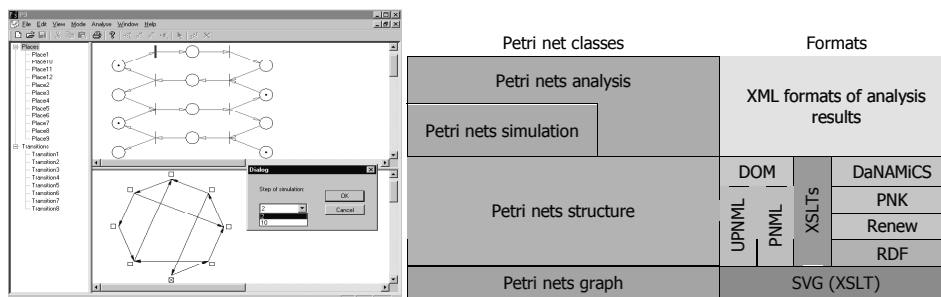 PN
File Edit View Mode Analyse Window Help
Places
Place1
Place10
Place11
Place12
Place2
Place3
Place4
Place5
Place6
Place7
Place8
Place9
Transitions
Transition1
Transition2
Transition3
Transition4
Transition5
Transition6
Transition7
Transition8
Dialog
Step of simulation:
2
2
10
OK
Cancel
Petri net classes
Formats
Petri nets analysis
XML formats of analysis
results
Petri nets simulation
Petri nets structure
DOM
UPNML
PNML
XSLTs
DaNAMiCS
PNK
Renew
RDF
Petri nets graph
SVG (XSLT)